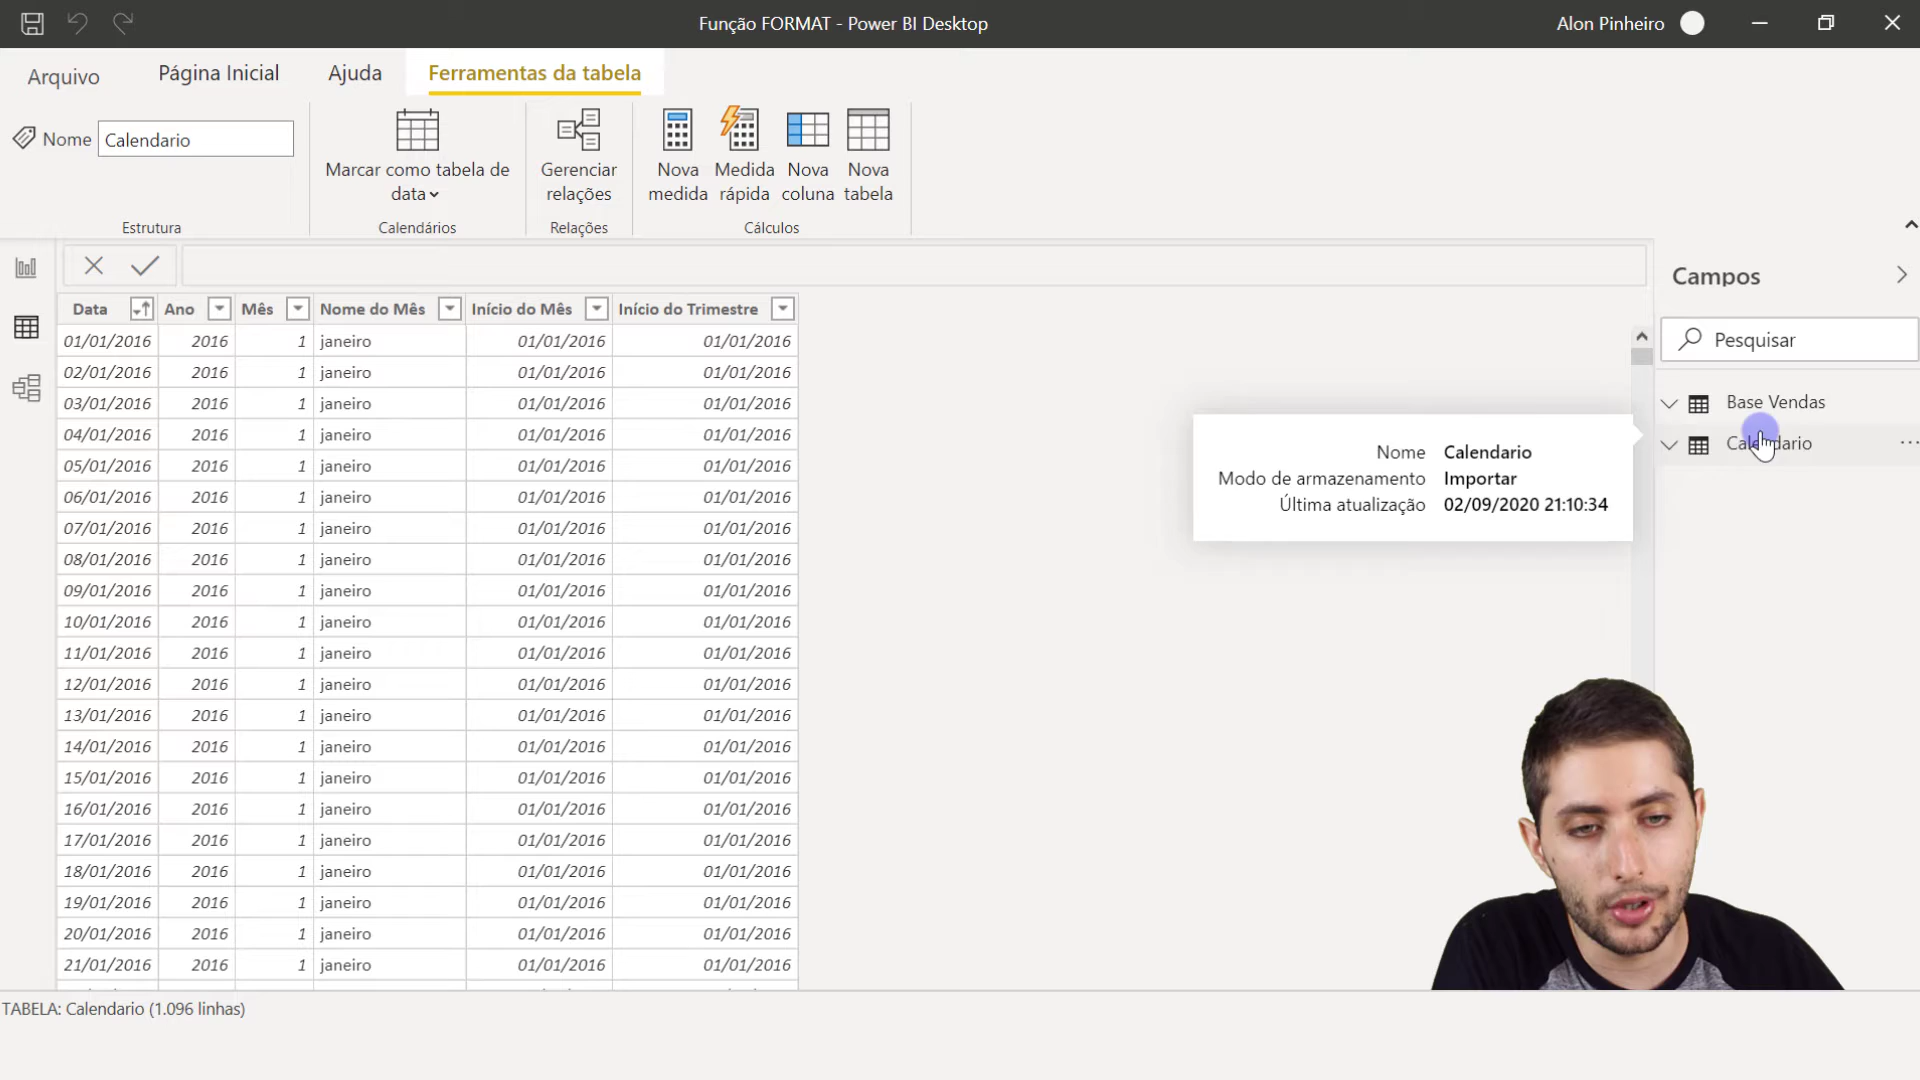 Função FORMAT - Power BI Desktop
Alon Pinheiro
Arquivo
Página Inicial
Ajuda
Ferramentas da tabela
Nome
Calendario
Marcar como tabela de
data
Gerenciar
relações
Nova
medida
Medida
rápida
Nova
coluna
Nova
tabela
Estrutura
Calendários
Relações
Cálculos
Campos
Pesquisar
Base Vendas
Calendario
Nome Calendario
Modo de armazenamento Importar
Última atualização 02/09/2020 21:10:34
Data Ano Mês Nome do Mês Início do Mês Início do Trimestre
01/01/2016 2016 1 janeiro 01/01/2016 01/01/2016
02/01/2016 2016 1 janeiro 01/01/2016 01/01/2016
03/01/2016 2016 1 janeiro 01/01/2016 01/01/2016
04/01/2016 2016 1 janeiro 01/01/2016 01/01/2016
05/01/2016 2016 1 janeiro 01/01/2016 01/01/2016
06/01/2016 2016 1 janeiro 01/01/2016 01/01/2016
07/01/2016 2016 1 janeiro 01/01/2016 01/01/2016
08/01/2016 2016 1 janeiro 01/01/2016 01/01/2016
09/01/2016 2016 1 janeiro 01/01/2016 01/01/2016
10/01/2016 2016 1 janeiro 01/01/2016 01/01/2016
11/01/2016 2016 1 janeiro 01/01/2016 01/01/2016
12/01/2016 2016 1 janeiro 01/01/2016 01/01/2016
13/01/2016 2016 1 janeiro 01/01/2016 01/01/2016
14/01/2016 2016 1 janeiro 01/01/2016 01/01/2016
15/01/2016 2016 1 janeiro 01/01/2016 01/01/2016
16/01/2016 2016 1 janeiro 01/01/2016 01/01/2016
17/01/2016 2016 1 janeiro 01/01/2016 01/01/2016
18/01/2016 2016 1 janeiro 01/01/2016 01/01/2016
19/01/2016 2016 1 janeiro 01/01/2016 01/01/2016
20/01/2016 2016 1 janeiro 01/01/2016 01/01/2016
21/01/2016 2016 1 janeiro 01/01/2016 01/01/2016
TABELA: Calendario (1.096 linhas)